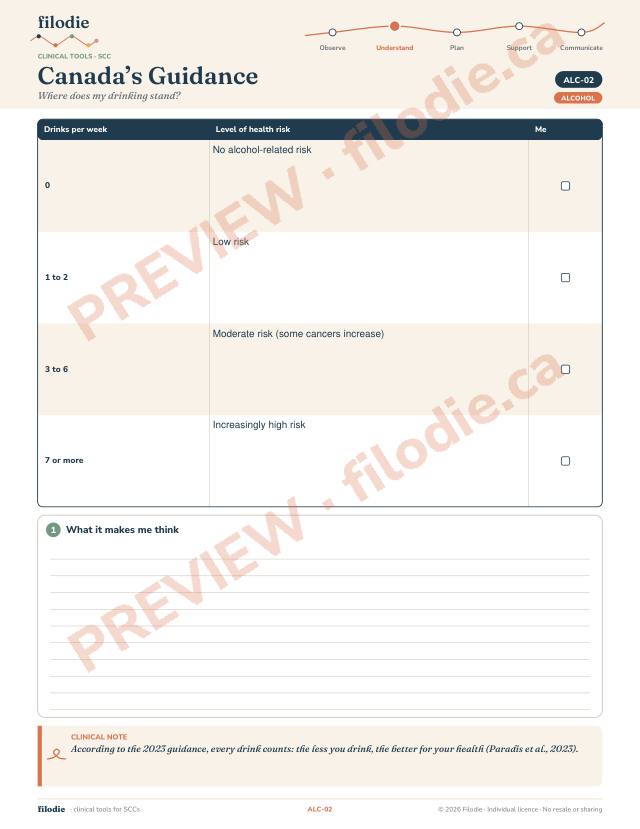 filodie
CLINICAL TOOLS · SCC
Observe Understand Plan Support Communicate
Canada's Guidance
Where does my drinking stand?
ALC-02
ALCOHOL
Drinks per week Level of health risk Me
0 No alcohol-related risk
1 to 2 Low risk
3 to 6 Moderate risk (some cancers increase)
7 or more Increasingly high risk
PREVIEW · filodie.ca
PREVIEW · filodie.ca
1 What it makes me think
CLINICAL NOTE
According to the 2023 guidance, every drink counts: the less you drink, the better for your health (Paradis et al., 2023).
filodie · clinical tools for SCCs ALC-02 © 2026 Filodie · Individual licence · No resale or sharing